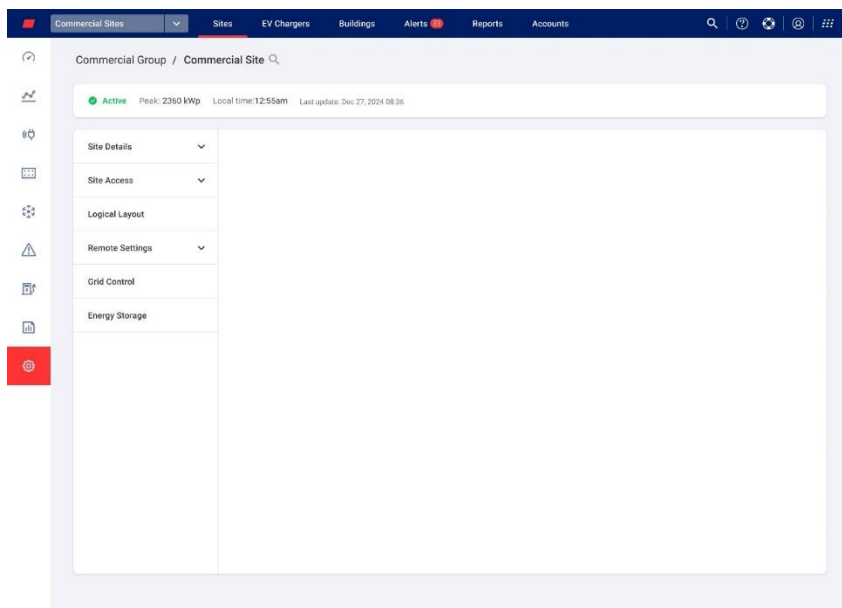 Commercial Sites Sites EV Chargers Buildings Alerts 33 Reports Accounts
Commercial Group / Commercial Site
Active Peak: 2360 kWp Local time:12:55am Last update: Dec 27, 2024 08:36
Site Details
Site Access
Logical Layout
Remote Settings
Grid Control
Energy Storage